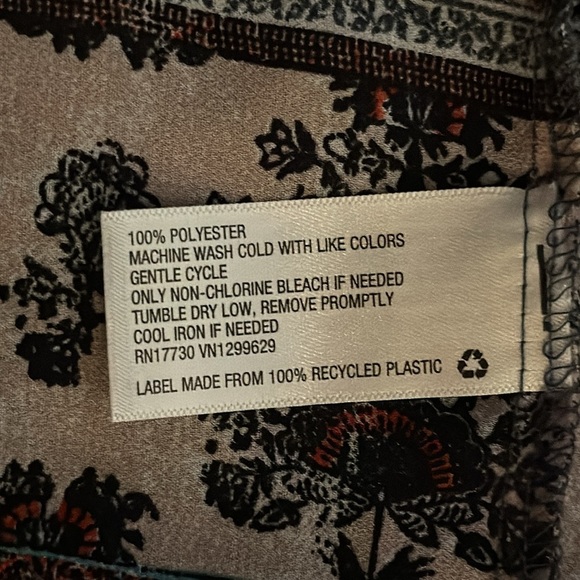 100% POLYESTER
MACHINE WASH COLD WITH LIKE COLORS
GENTLE CYCLE
ONLY NON-CHLORINE BLEACH IF NEEDED
TUMBLE DRY LOW, REMOVE PROMPTLY
COOL IRON IF NEEDED
RN17730 VN1299629
LABEL MADE FROM 100% RECYCLED PLASTIC